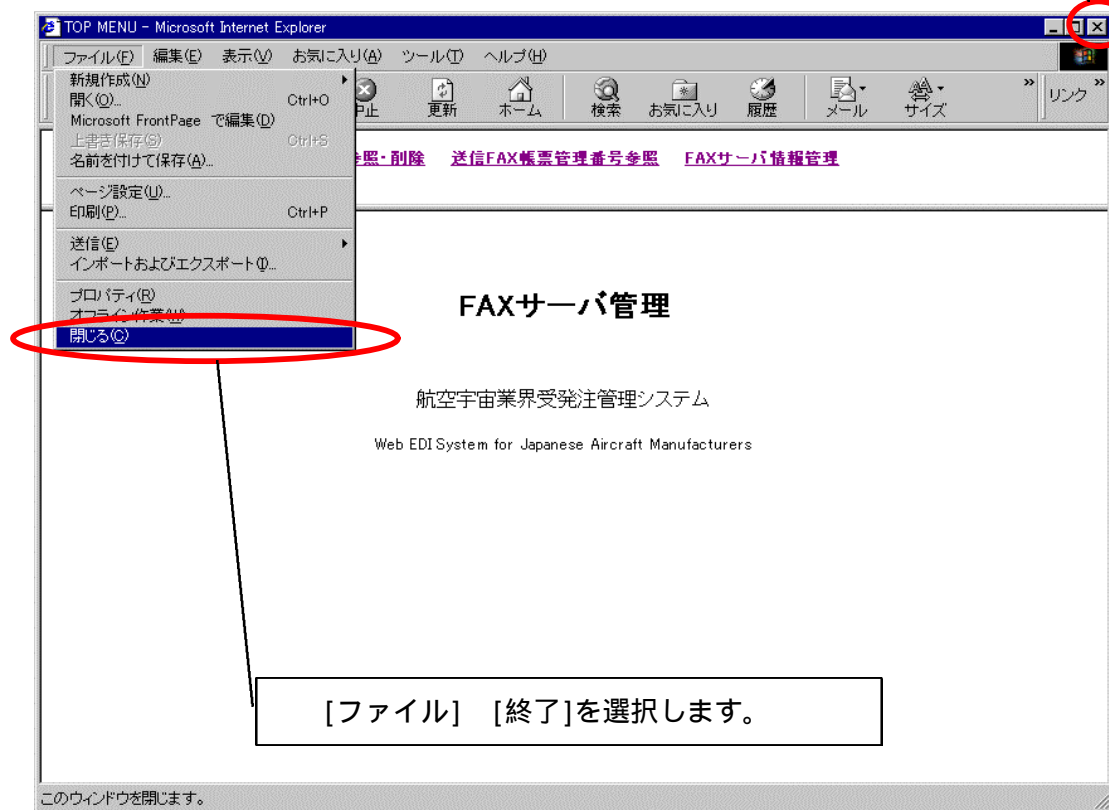 TOP MENU - Microsoft Internet Explorer
ファイル(F) 編集(E) 表示(V) お気に入り(A) ツール(T) ヘルプ(H)
中止 更新 ホーム 検索 お気に入り 履歴 メール サイズ » リンク »
新規作成(N)
開く(O)... Ctrl+O
Microsoft FrontPage で編集(D)
上書き保存(S) Ctrl+S
名前を付けて保存(A)...
ページ設定(U)...
印刷(P)... Ctrl+P
送信(E)
インポートおよびエクスポート(I)...
プロパティ(R)
オフライン作業(W)
閉じる(C)
参照・削除 送信FAX帳票管理番号参照 FAXサーバ情報管理
FAXサーバ管理
航空宇宙業界受発注管理システム
Web EDI System for Japanese Aircraft Manufacturers
[ファイル] [終了]を選択します。
このウィンドウを閉じます。